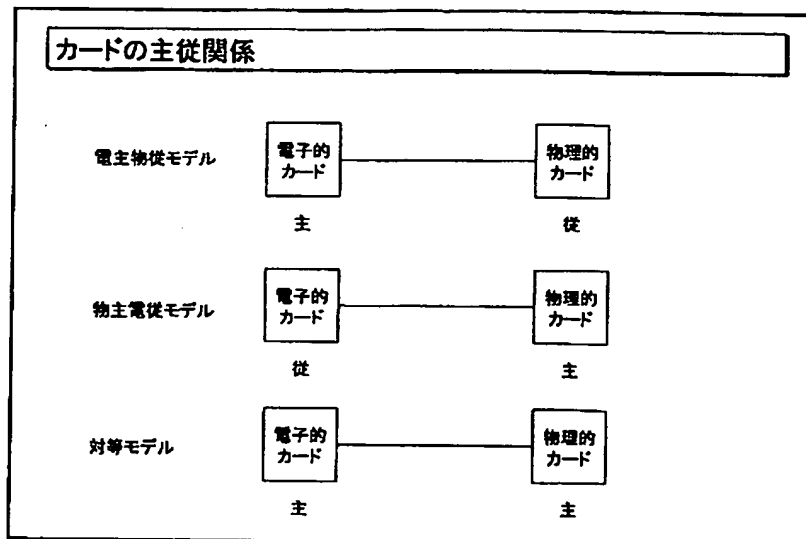 カードの主従関係
電主物従モデル
電子的
カード
主
物理的
カード
従
物主電従モデル
電子的
カード
従
物理的
カード
主
対等モデル
電子的
カード
主
物理的
カード
主